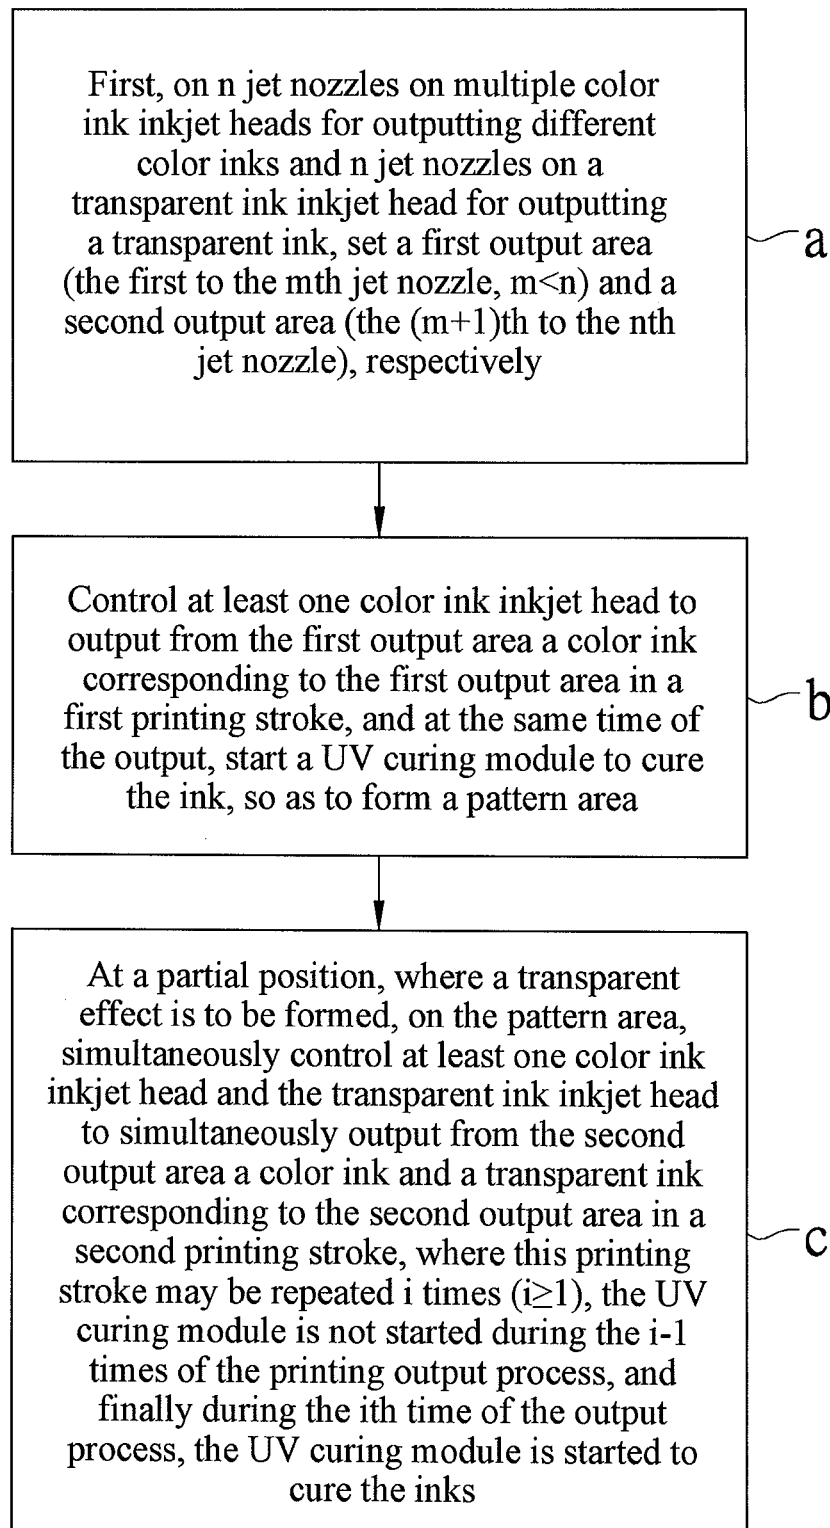 First, on n jet nozzles on multiple color
ink inkjet heads for outputting different
color inks and n jet nozzles on a
transparent ink inkjet head for outputting
a transparent ink, set a first output area
(the first to the mth jet nozzle, m<n) and a
second output area (the (m+1)th to the nth
jet nozzle), respectively
a
Control at least one color ink inkjet head to
output from the first output area a color ink
corresponding to the first output area in a
first printing stroke, and at the same time of
the output, start a UV curing module to cure
the ink, so as to form a pattern area
b
At a partial position, where a transparent
effect is to be formed, on the pattern area,
simultaneously control at least one color ink
inkjet head and the transparent ink inkjet head
to simultaneously output from the second
output area a color ink and a transparent ink
corresponding to the second output area in a
second printing stroke, where this printing
stroke may be repeated i times (i≥1), the UV
curing module is not started during the i-1
times of the printing output process, and
finally during the ith time of the output
process, the UV curing module is started to
cure the inks
c